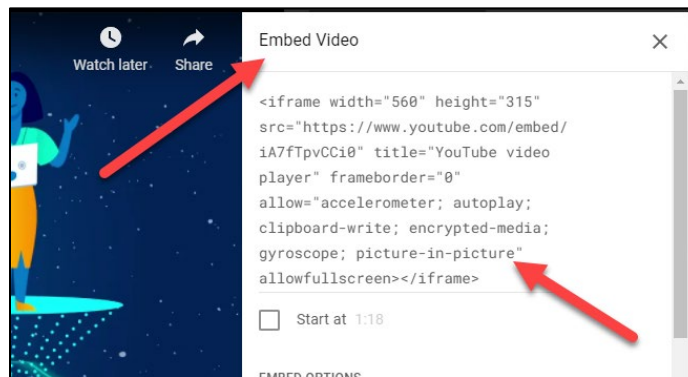 Watch later
Share
Embed Video
<iframe width="560" height="315"
src="https://www.youtube.com/embed/
iA7fTpvCCi0" title="YouTube video
player" frameborder="0"
allow="accelerometer; autoplay;
clipboard-write; encrypted-media;
gyroscope; picture-in-picture"
allowfullscreen></iframe>
Start at 1:18
EMBED OPTIONS